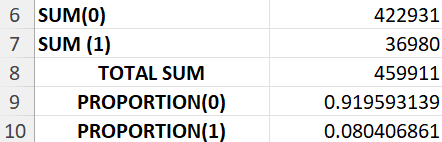 6 SUM(0) 422931
7 SUM (1) 36980
8 TOTAL SUM 459911
9 PROPORTION(0) 0.919593139
10 PROPORTION(1) 0.080406861